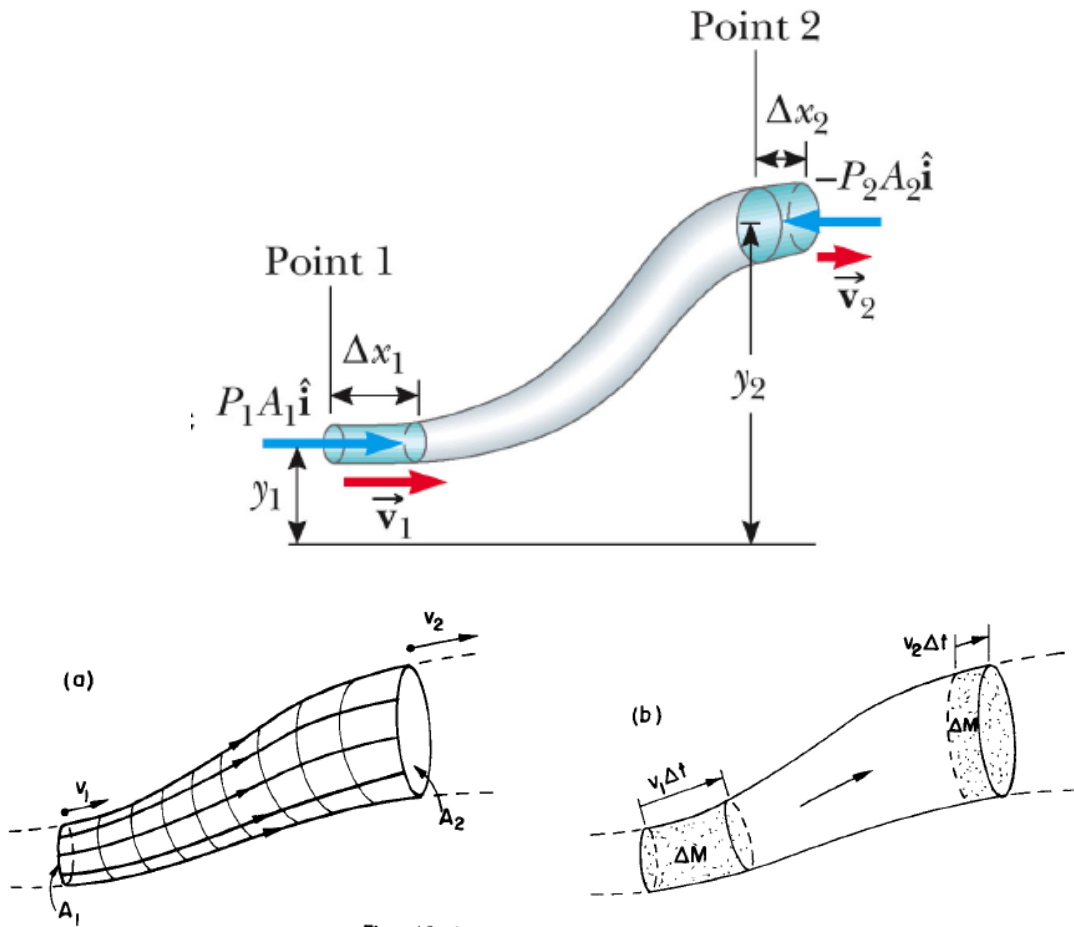 Point 2
Δx₂
−P₂A₂î
Point 1
v⃗₂
Δx₁
y₂
P₁A₁î
y₁
v⃗₁
v₂
v₂Δt
(a)
(b)
v₁
v₁Δt
ΔM
A₂
ΔM
A₁